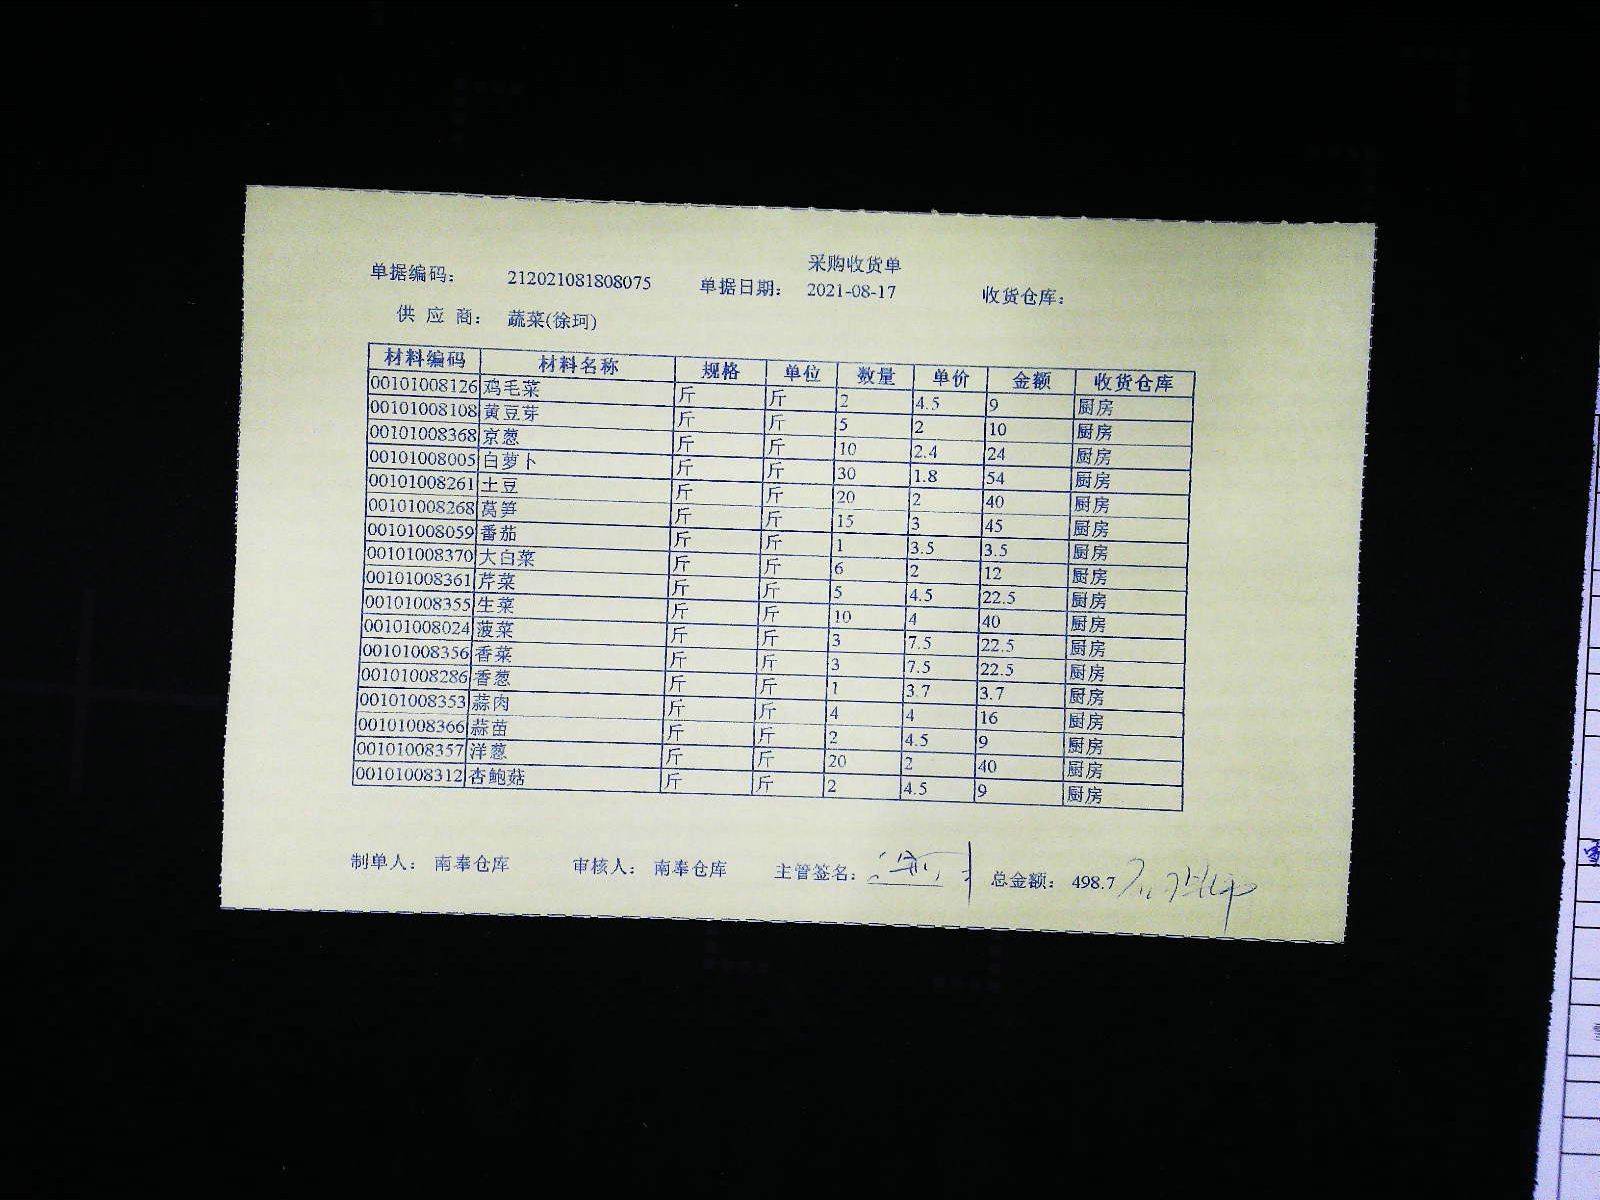 采购收货单
单据编码： 212021081808075 单据日期： 2021-08-17 收货仓库：
供 应 商： 蔬菜(徐珂)
材料编码 材料名称 规格 单位 数量 单价 金额 收货仓库
00101008126 鸡毛菜 斤 斤 2 4.5 9 厨房
00101008108 黄豆芽 斤 斤 5 2 10 厨房
00101008368 京葱 斤 斤 10 2.4 24 厨房
00101008005 白萝卜 斤 斤 30 1.8 54 厨房
00101008261 土豆 斤 斤 20 2 40 厨房
00101008268 莴笋 斤 斤 15 3 45 厨房
00101008059 番茄 斤 斤 1 3.5 3.5 厨房
00101008370 大白菜 斤 斤 6 2 12 厨房
00101008361 芹菜 斤 斤 5 4.5 22.5 厨房
00101008355 生菜 斤 斤 10 4 40 厨房
00101008024 菠菜 斤 斤 3 7.5 22.5 厨房
00101008356 香菜 斤 斤 3 7.5 22.5 厨房
00101008286 香葱 斤 斤 1 3.7 3.7 厨房
00101008353 蒜肉 斤 斤 4 4 16 厨房
00101008366 蒜苗 斤 斤 2 4.5 9 厨房
00101008357 洋葱 斤 斤 20 2 40 厨房
00101008312 杏鲍菇 斤 斤 2 4.5 9 厨房
制单人： 南奉仓库 审核人： 南奉仓库 主管签名： 总金额： 498.7